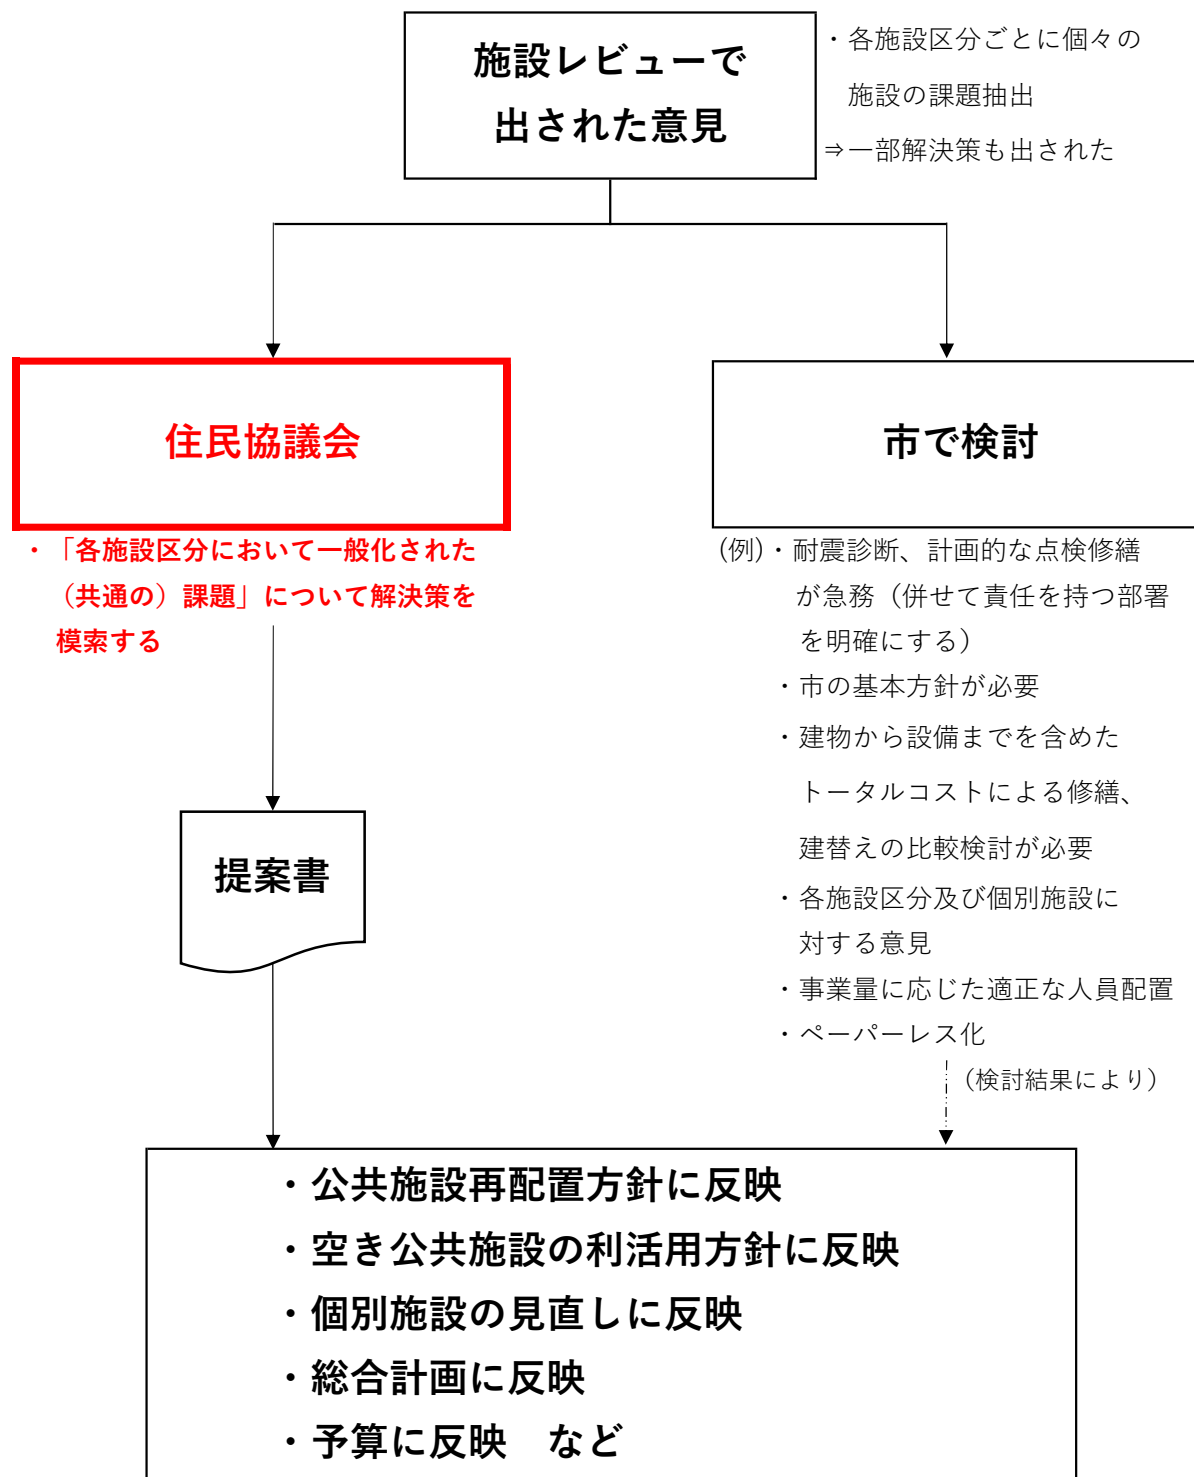 施設レビューで
出された意見
・各施設区分ごとに個々の
施設の課題抽出
⇒一部解決策も出された
住民協議会
・「各施設区分において一般化された
（共通の）課題」について解決策を
模索する
市で検討
(例)・耐震診断、計画的な点検修繕
が急務（併せて責任を持つ部署
を明確にする）
・市の基本方針が必要
・建物から設備までを含めた
トータルコストによる修繕、
建替えの比較検討が必要
・各施設区分及び個別施設に
対する意見
・事業量に応じた適正な人員配置
・ペーパーレス化
（検討結果により）
提案書
・公共施設再配置方針に反映
・空き公共施設の利活用方針に反映
・個別施設の見直しに反映
・総合計画に反映
・予算に反映　など